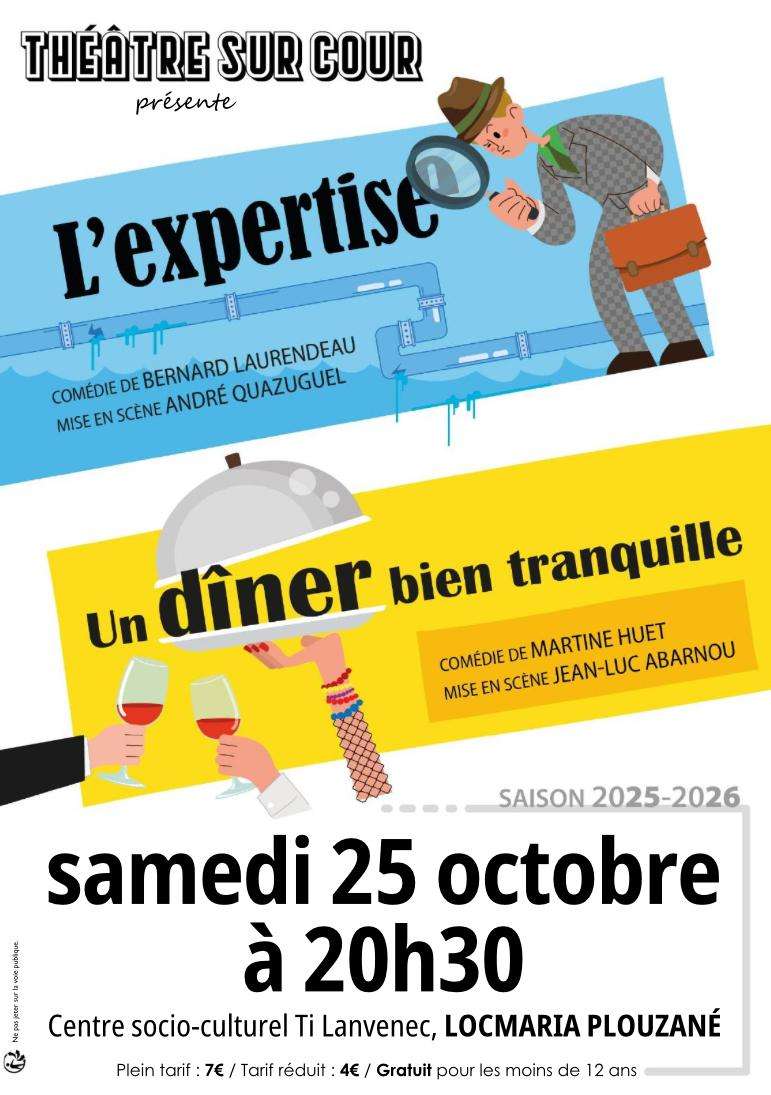 THÉÂTRE SUR COUR
présente
L'expertise
COMÉDIE DE BERNARD LAURENDEAU
MISE EN SCÈNE ANDRÉ QUAZUGUEL
Un dîner bien tranquille
COMÉDIE DE MARTINE HUET
MISE EN SCÈNE JEAN-LUC ABARNOU
SAISON 2025-2026
samedi 25 octobre
à 20h30
Centre socio-culturel Ti Lanvenec, LOCMARIA PLOUZANÉ
Plein tarif : 7€ / Tarif réduit : 4€ / Gratuit pour les moins de 12 ans
Ne pas jeter sur la voie publique.